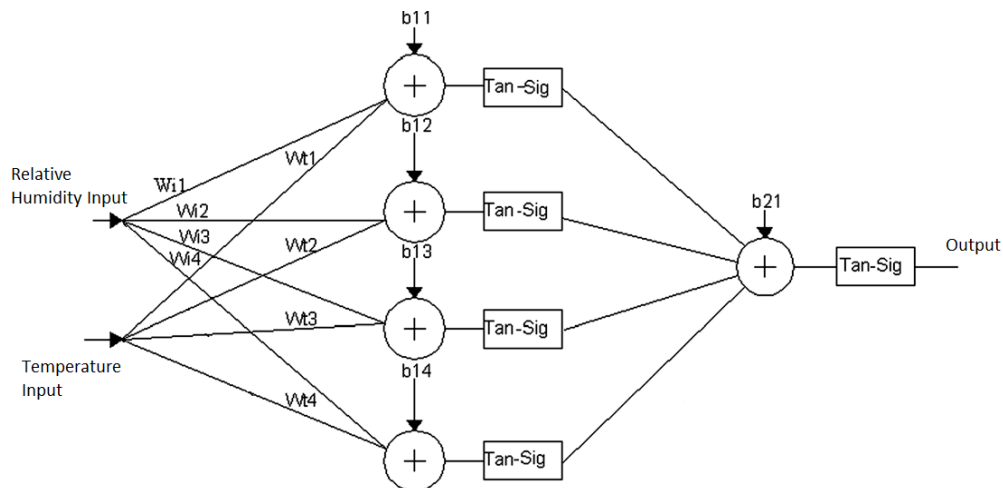 b11
Tan-Sig
b12
Wt1
Relative
Humidity Input
Wi1
Wi2
Tan-Sig
b21
Wi3
Wt2
b13
Wi4
Output
Tan-Sig
Wt3
Tan-Sig
Temperature
Input
b14
Wt4
Tan-Sig